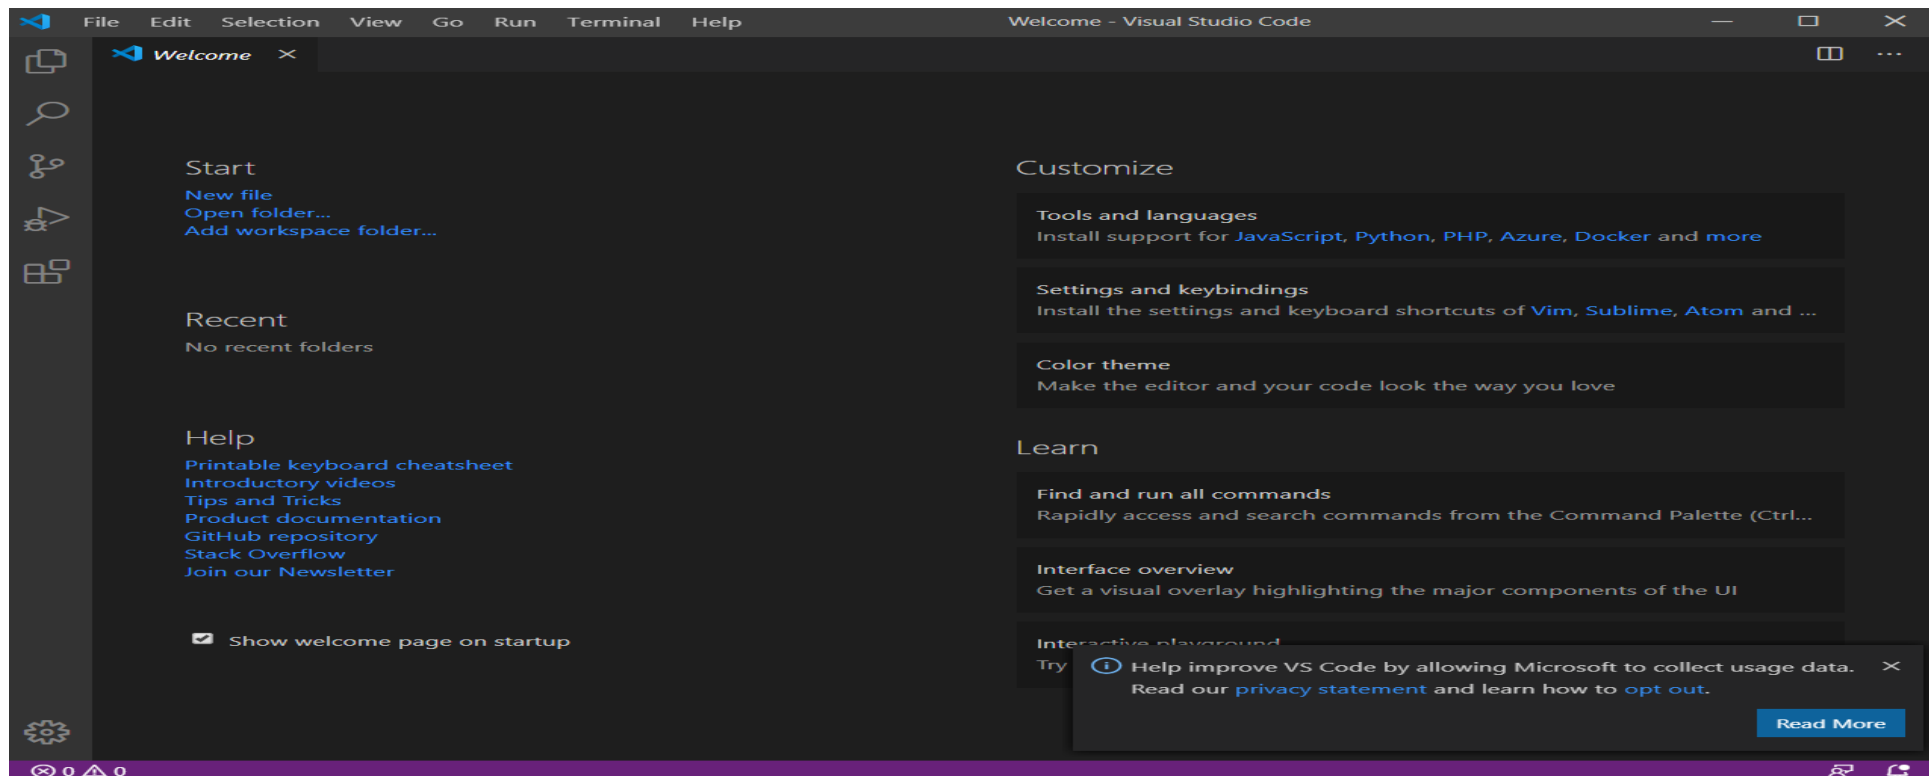 File Edit Selection View Go Run Terminal Help
Welcome - Visual Studio Code
Welcome
Start
New file
Open folder...
Add workspace folder...
Recent
No recent folders
Help
Printable keyboard cheatsheet
Introductory videos
Tips and Tricks
Product documentation
GitHub repository
Stack Overflow
Join our Newsletter
Show welcome page on startup
Customize
Tools and languages
Install support for JavaScript, Python, PHP, Azure, Docker and more
Settings and keybindings
Install the settings and keyboard shortcuts of Vim, Sublime, Atom and ...
Color theme
Make the editor and your code look the way you love
Learn
Find and run all commands
Rapidly access and search commands from the Command Palette (Ctrl...
Interface overview
Get a visual overlay highlighting the major components of the UI
Interactive playground
Try
Help improve VS Code by allowing Microsoft to collect usage data.
Read our privacy statement and learn how to opt out.
Read More
0 0